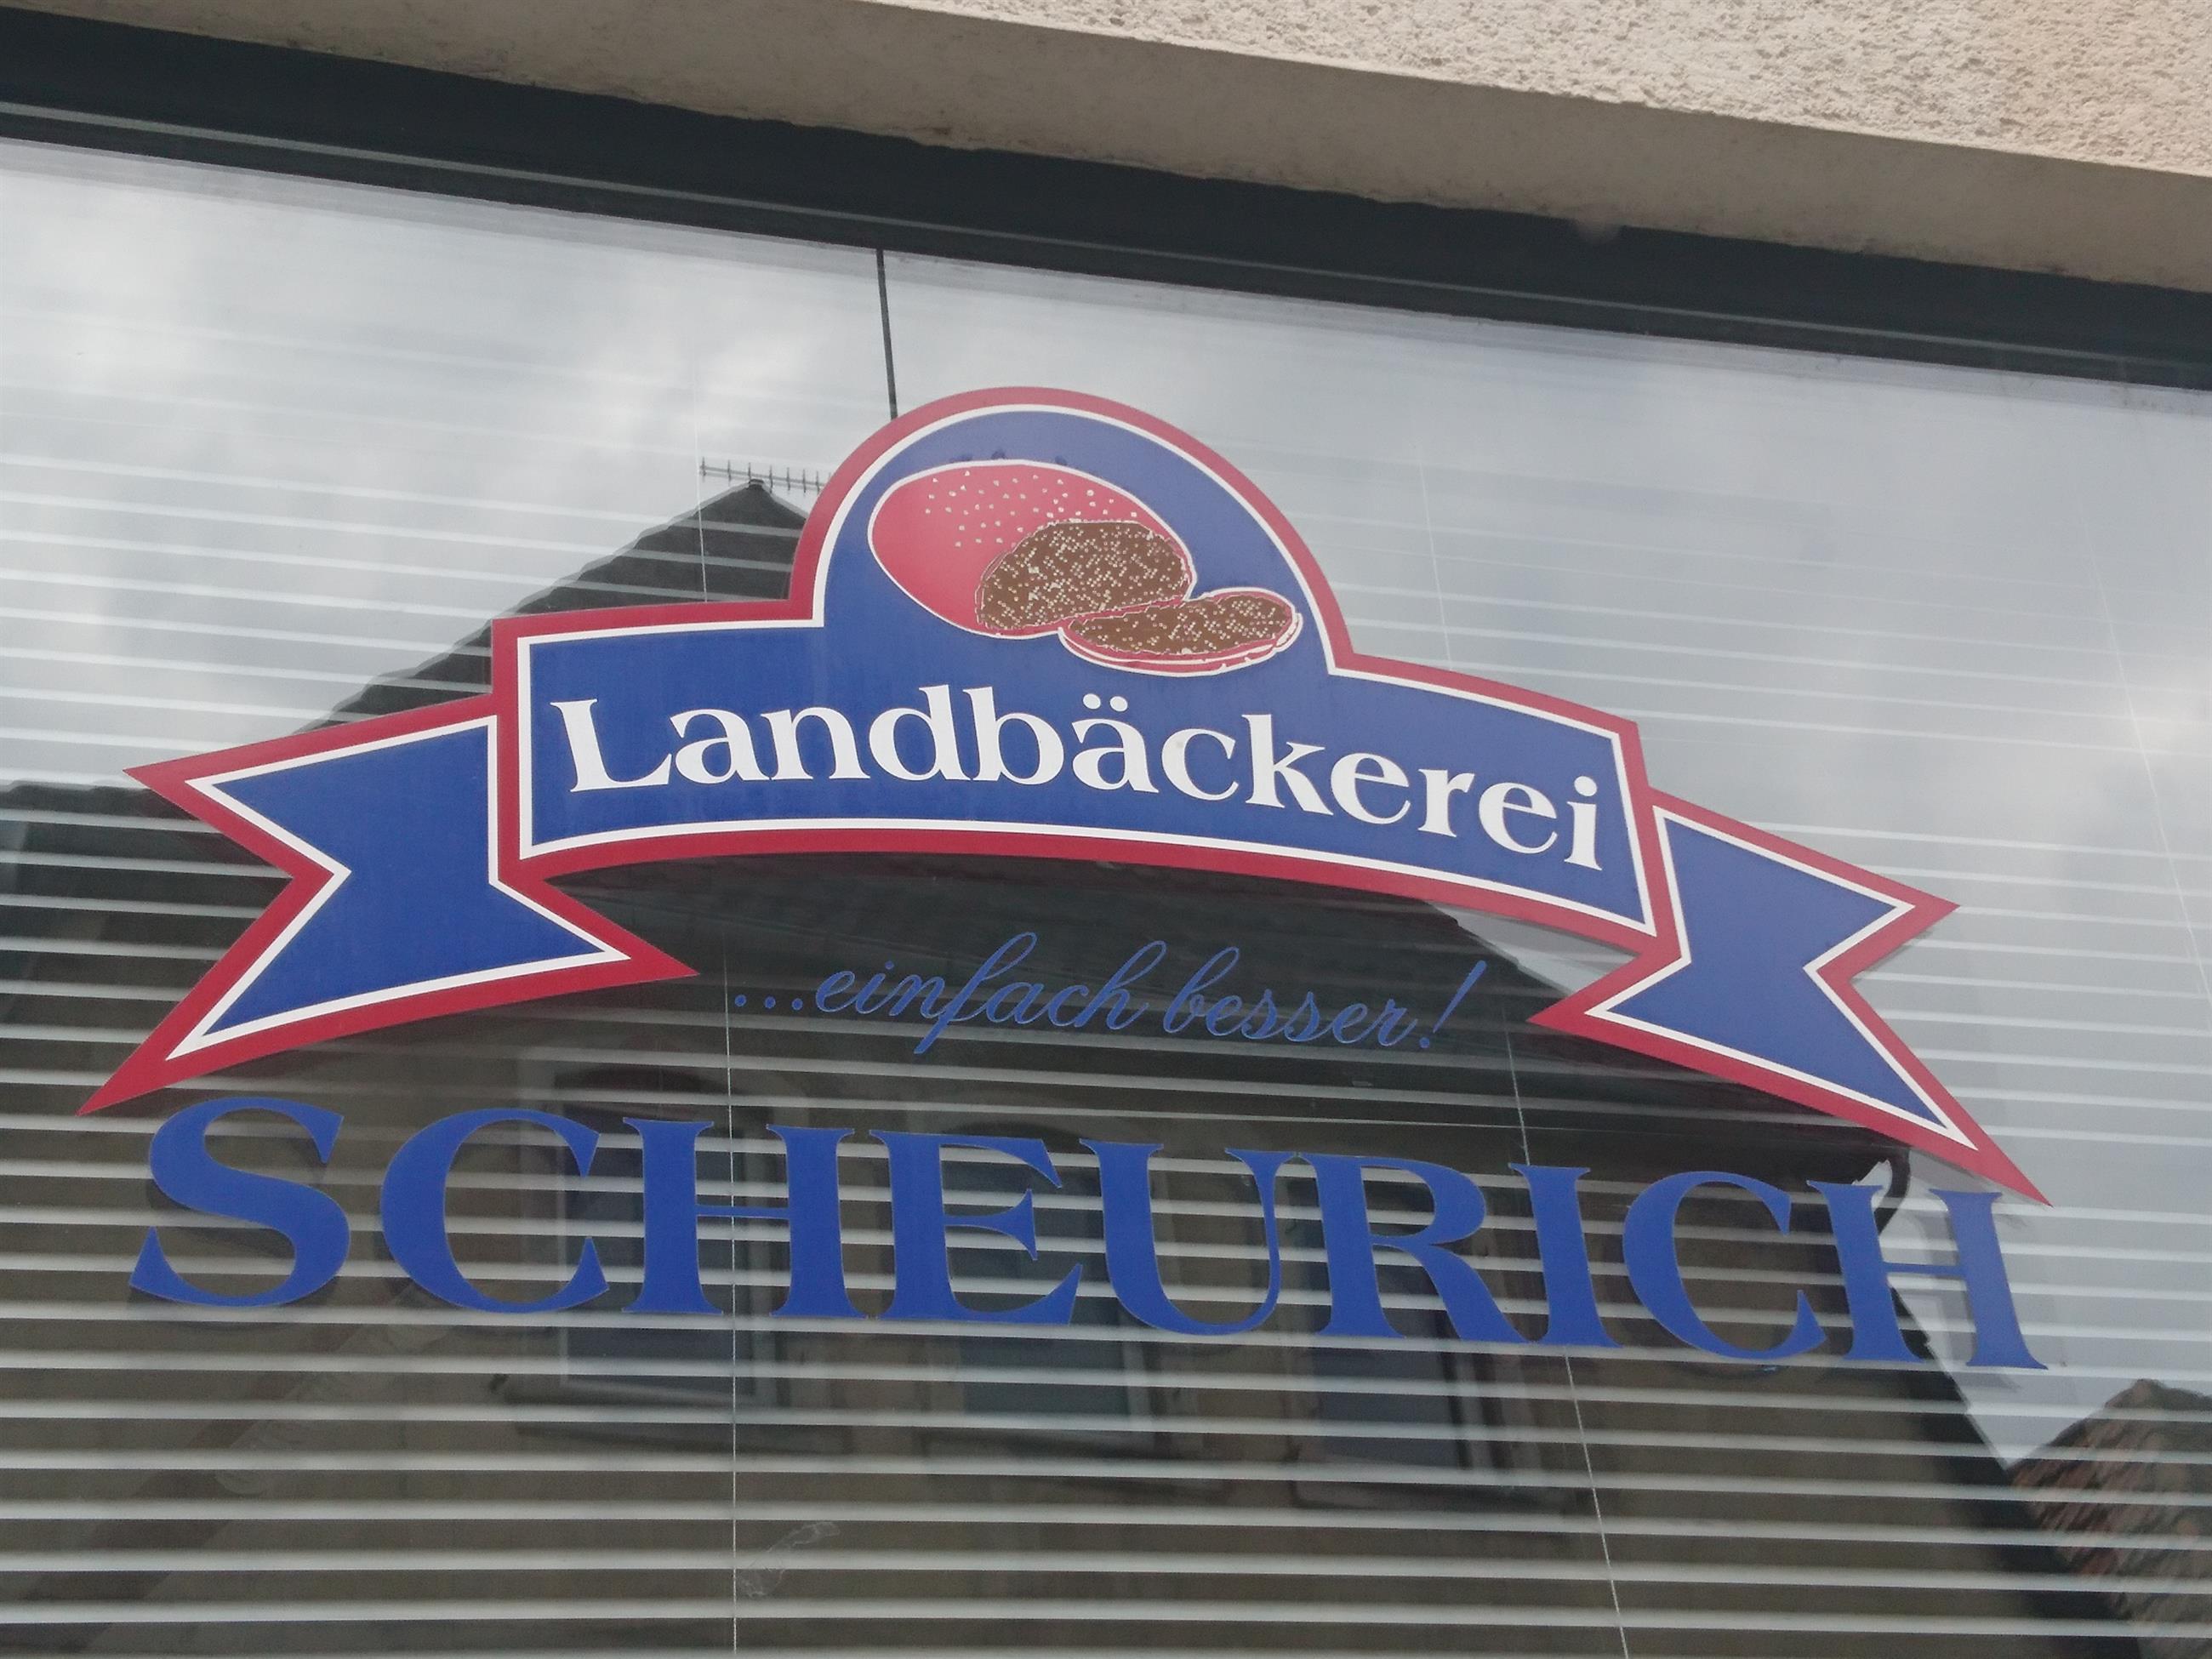 Landbäckerei
...einfach besser!
SCHEURICH